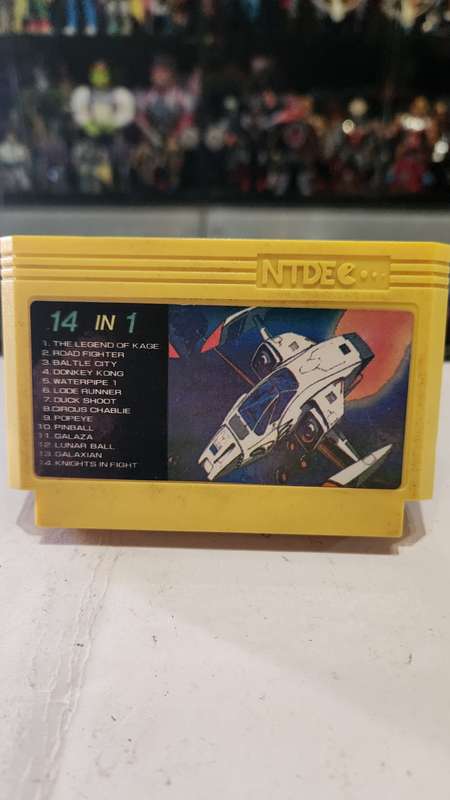 NTDEC
14 IN 1
1. THE LEGEND OF KAGE
2. ROAD FIGHTER
3. BALTLE CITY
4. DONKEY KONG
5. WATERPIPE 1
6. LODE RUNNER
7. DUCK SHOOT
8. CIRCUS CHABLIE
9. POPEYE
10. PINBALL
11. GALAZA
12. LUNAR BALL
13. GALAXIAN
14. KNIGHTS IN FIGHT